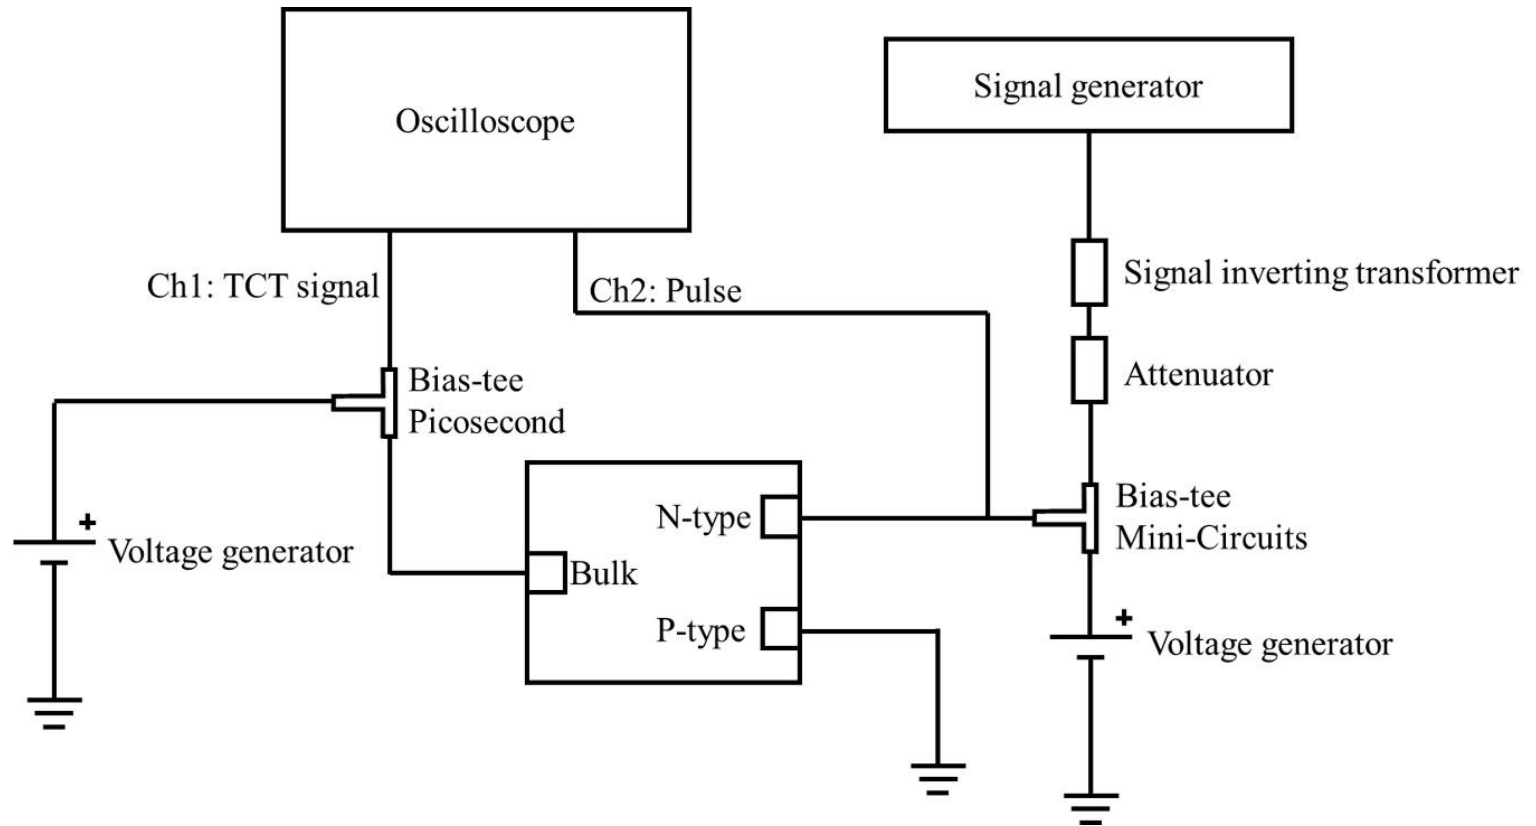 Oscilloscope
Signal generator
Ch1: TCT signal
Ch2: Pulse
Signal inverting transformer
Attenuator
Bias-tee
Picosecond
Bias-tee
Mini-Circuits
N-type
Bulk
P-type
+
Voltage generator
+
Voltage generator